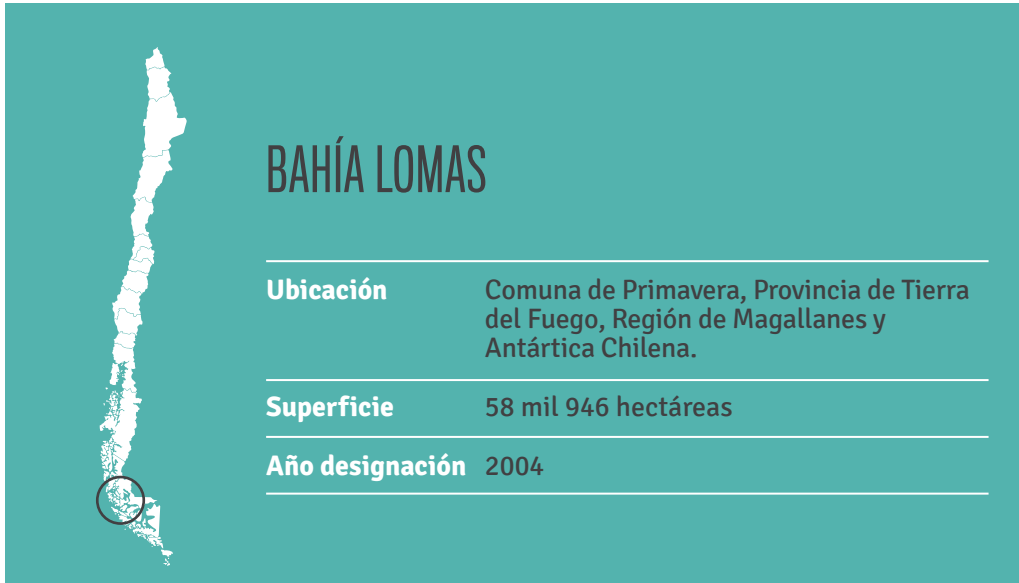 BAHÍA LOMAS
Ubicación
Comuna de Primavera, Provincia de Tierra
del Fuego, Región de Magallanes y
Antártica Chilena.
Superficie
58 mil 946 hectáreas
Año designación
2004